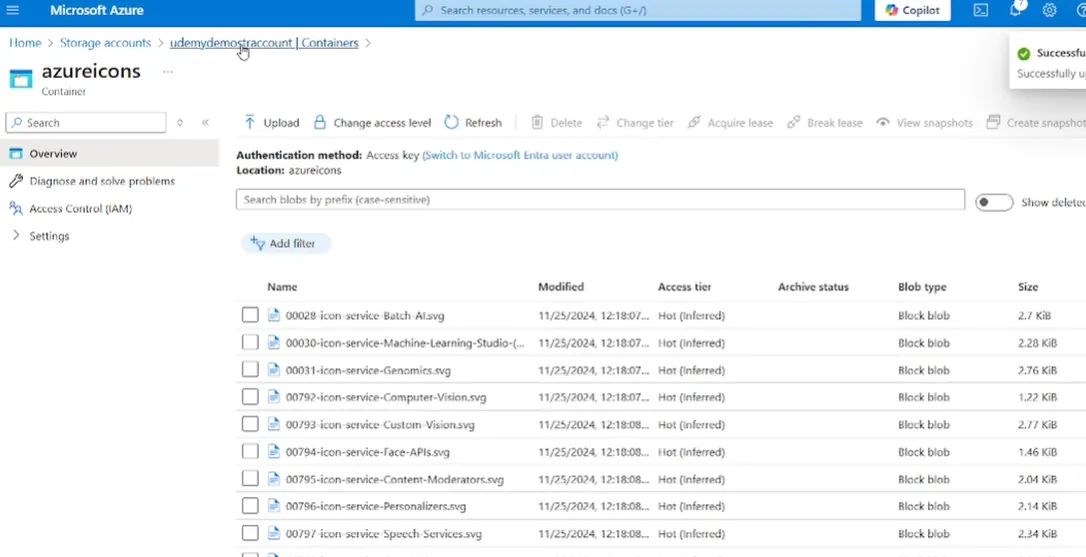 Microsoft Azure
Search resources, services, and docs (G+/)
Copilot
7
Home > Storage accounts > udemydemostraccount | Containers >
azureicons ...
Container
Successfu
Successfully up
Search
Upload Change access level Refresh Delete Change tier Acquire lease Break lease View snapshots Create snapshot
Overview
Diagnose and solve problems
Access Control (IAM)
Settings
Authentication method: Access key (Switch to Microsoft Entra user account)
Location: azureicons
Search blobs by prefix (case-sensitive)
Show deleted
Add filter
Name Modified Access tier Archive status Blob type Size
00028-icon-service-Batch-AI.svg 11/25/2024, 12:18:07... Hot (Inferred) Block blob 2.7 KiB
00030-icon-service-Machine-Learning-Studio-(... 11/25/2024, 12:18:07... Hot (Inferred) Block blob 2.28 KiB
00031-icon-service-Genomics.svg 11/25/2024, 12:18:07... Hot (Inferred) Block blob 2.76 KiB
00792-icon-service-Computer-Vision.svg 11/25/2024, 12:18:07... Hot (Inferred) Block blob 1.22 KiB
00793-icon-service-Custom-Vision.svg 11/25/2024, 12:18:08... Hot (Inferred) Block blob 2.77 KiB
00794-icon-service-Face-APIs.svg 11/25/2024, 12:18:08... Hot (Inferred) Block blob 1.46 KiB
00795-icon-service-Content-Moderators.svg 11/25/2024, 12:18:08... Hot (Inferred) Block blob 2.04 KiB
00796-icon-service-Personalizers.svg 11/25/2024, 12:18:08... Hot (Inferred) Block blob 2.14 KiB
00797-icon-service-Speech-Services.svg 11/25/2024, 12:18:08... Hot (Inferred) Block blob 2.34 KiB